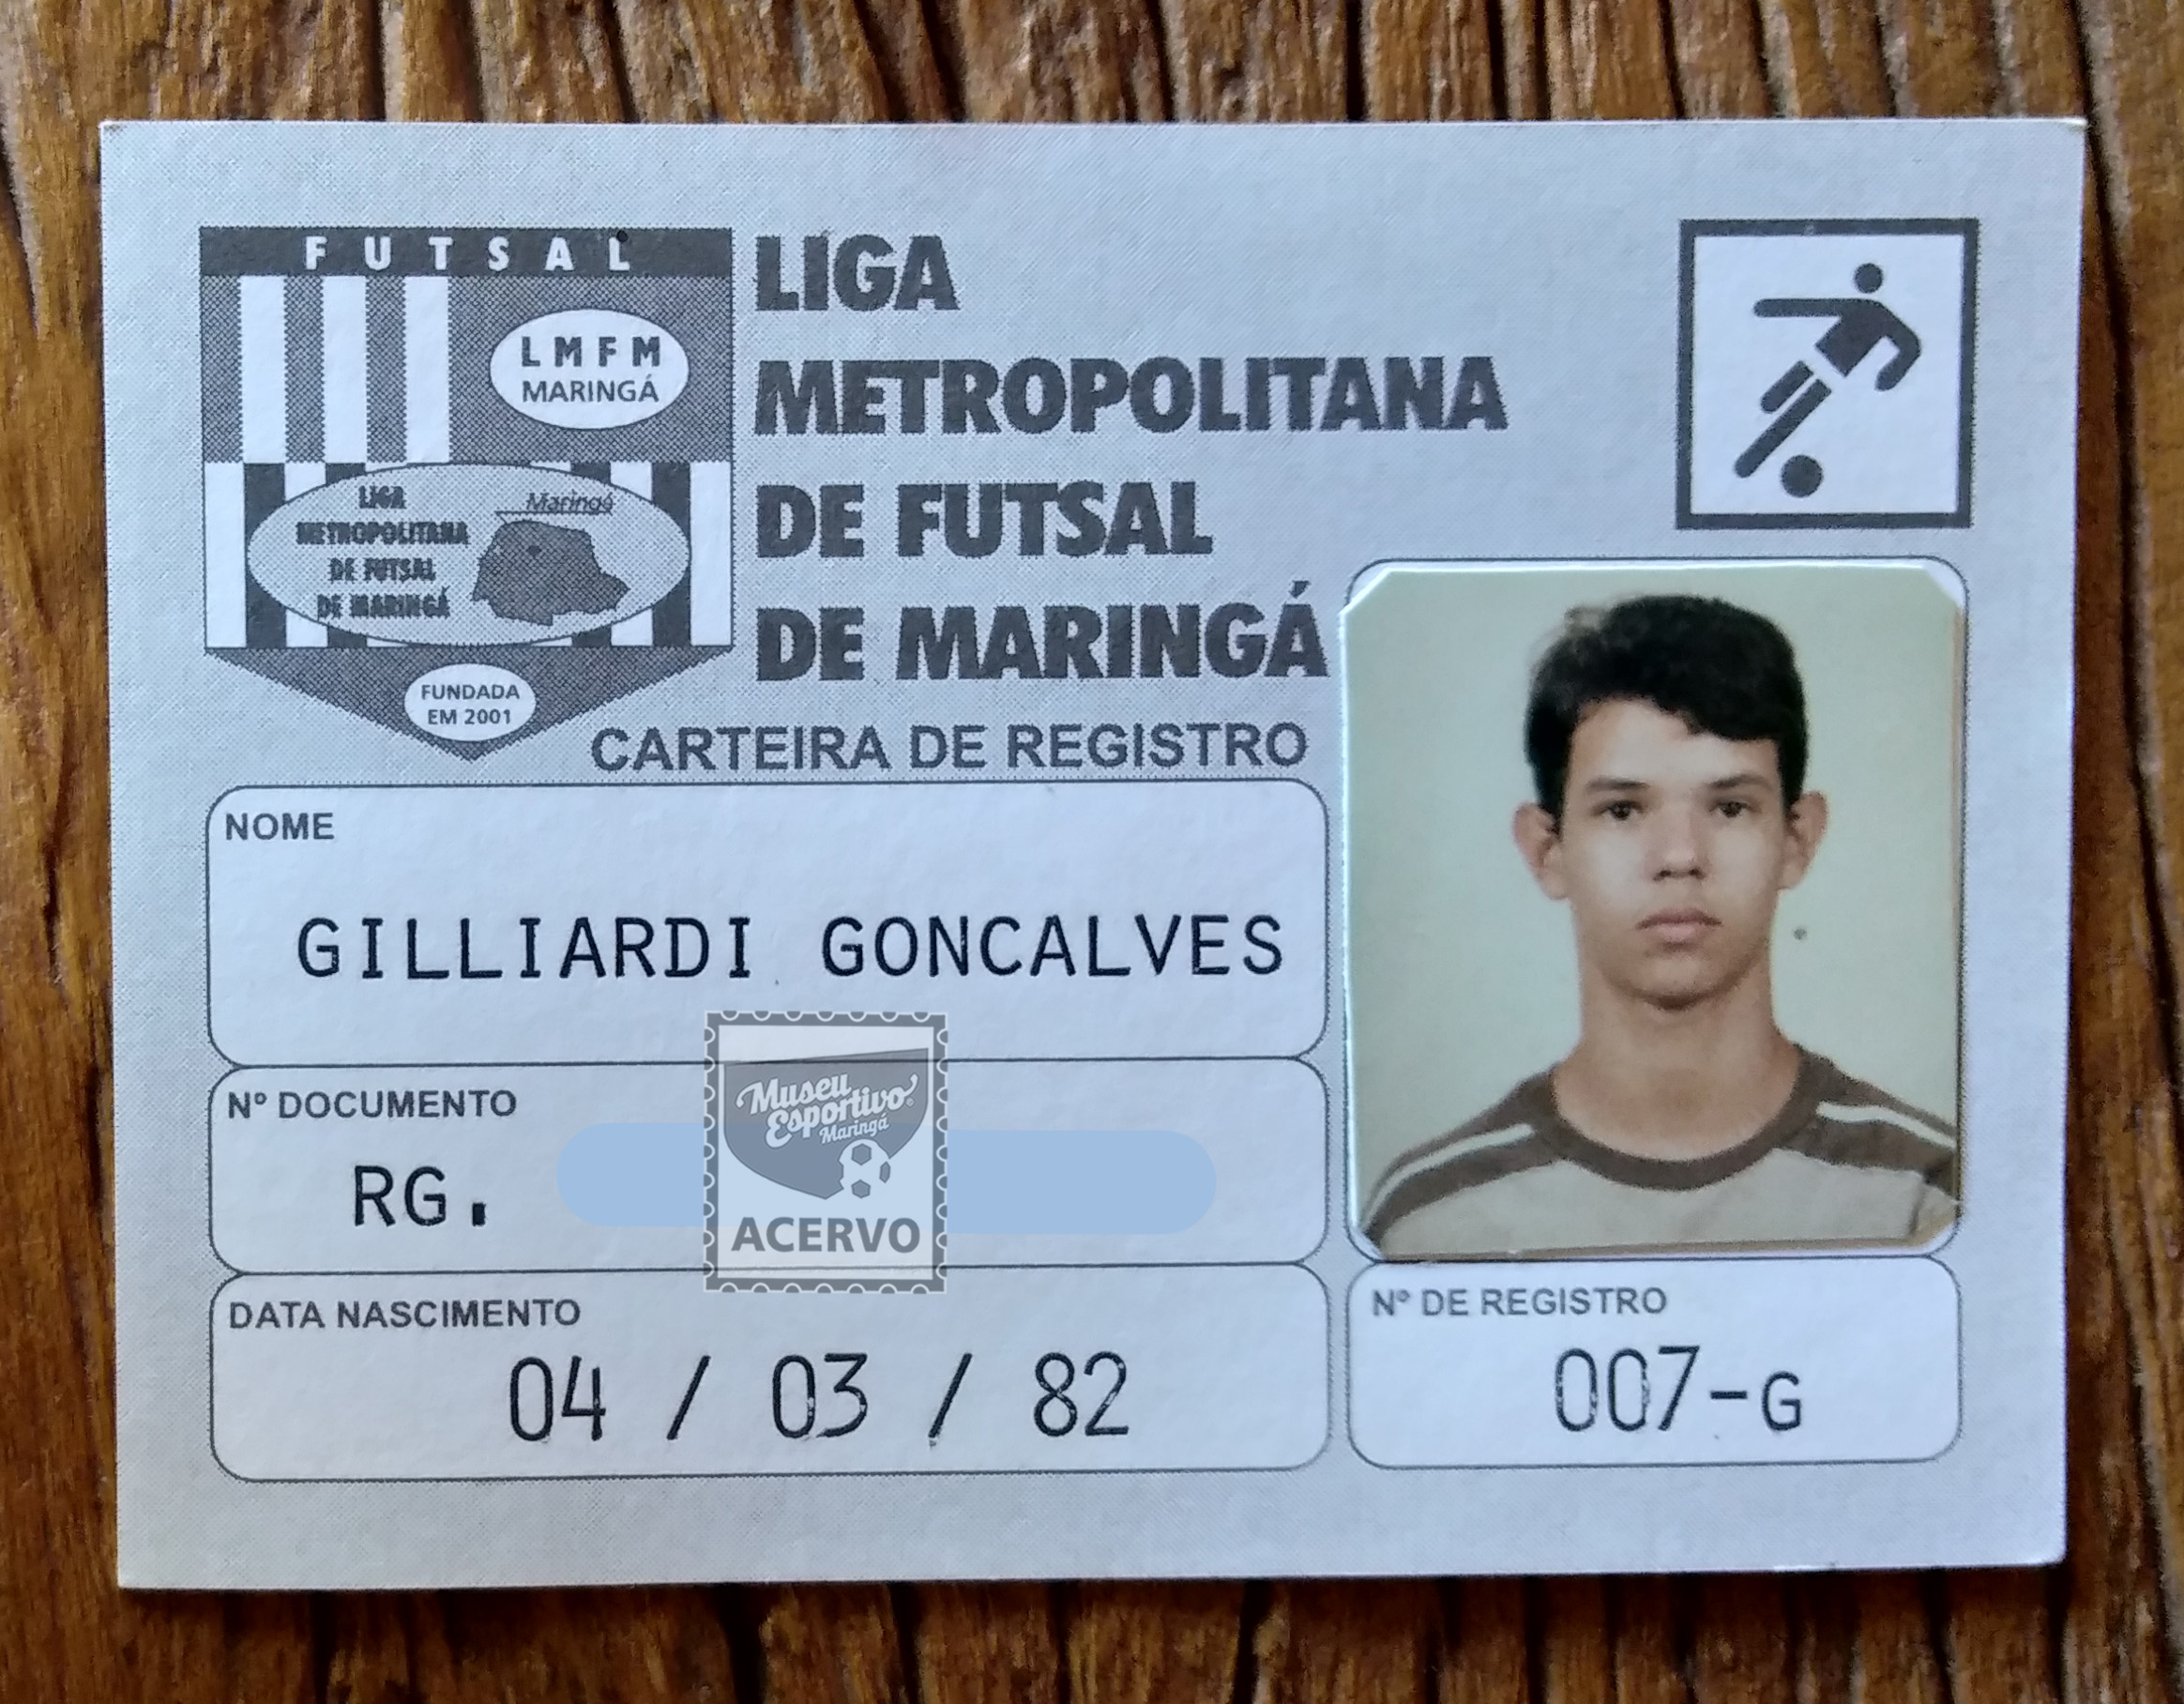 FUTSAL
LMFM
MARINGÁ
LIGA
METROPOLITANA
DE FUTSAL
DE MARINGÁ
Maringá
FUNDADA
EM 2001
LIGA
METROPOLITANA
DE FUTSAL
DE MARINGÁ
CARTEIRA DE REGISTRO
NOME
GILLIARDI GONCALVES
Nº DOCUMENTO
RG.
Museu
Esportivo
Maringá
ACERVO
DATA NASCIMENTO
04 / 03 / 82
Nº DE REGISTRO
007-G